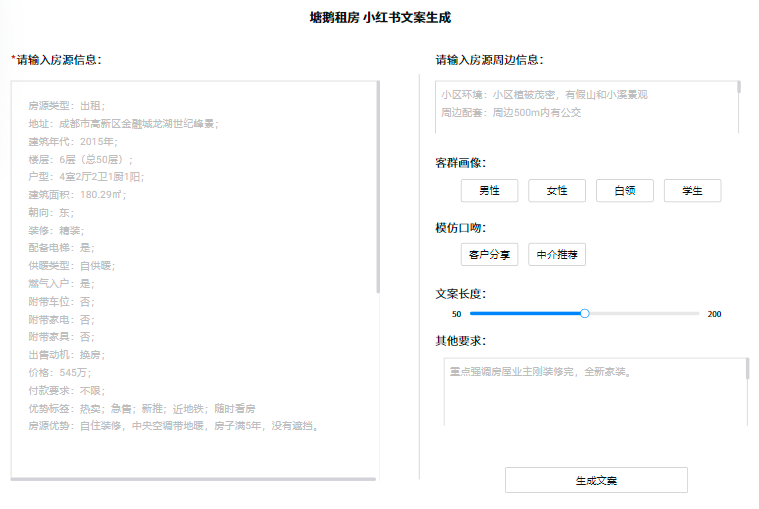 塘鹅租房 小红书文案生成
*请输入房源信息：
房源类型：出租；
地址：成都市高新区金融城龙湖世纪峰景；
建筑年代：2015年；
楼层：6层（总50层）；
户型：4室2厅2卫1厨1阳；
建筑面积：180.29㎡；
朝向：东；
装修：精装；
配备电梯：是；
供暖类型：自供暖；
燃气入户：是；
附带车位：否；
附带家电：否；
附带家具：否；
出售动机：换房；
价格：545万；
付款要求：不限；
优势标签：热卖；急售；新推；近地铁；随时看房
房源优势：自住装修，中央空调带地暖，房子满5年，没有遮挡。
请输入房源周边信息：
小区环境：小区植被茂密，有假山和小溪景观
周边配套：周边500m内有公交
客群画像：
男性 女性 白领 学生
模仿口吻：
客户分享 中介推荐
文案长度：
50 200
其他要求：
重点强调房屋业主刚装修完，全新家装。
生成文案